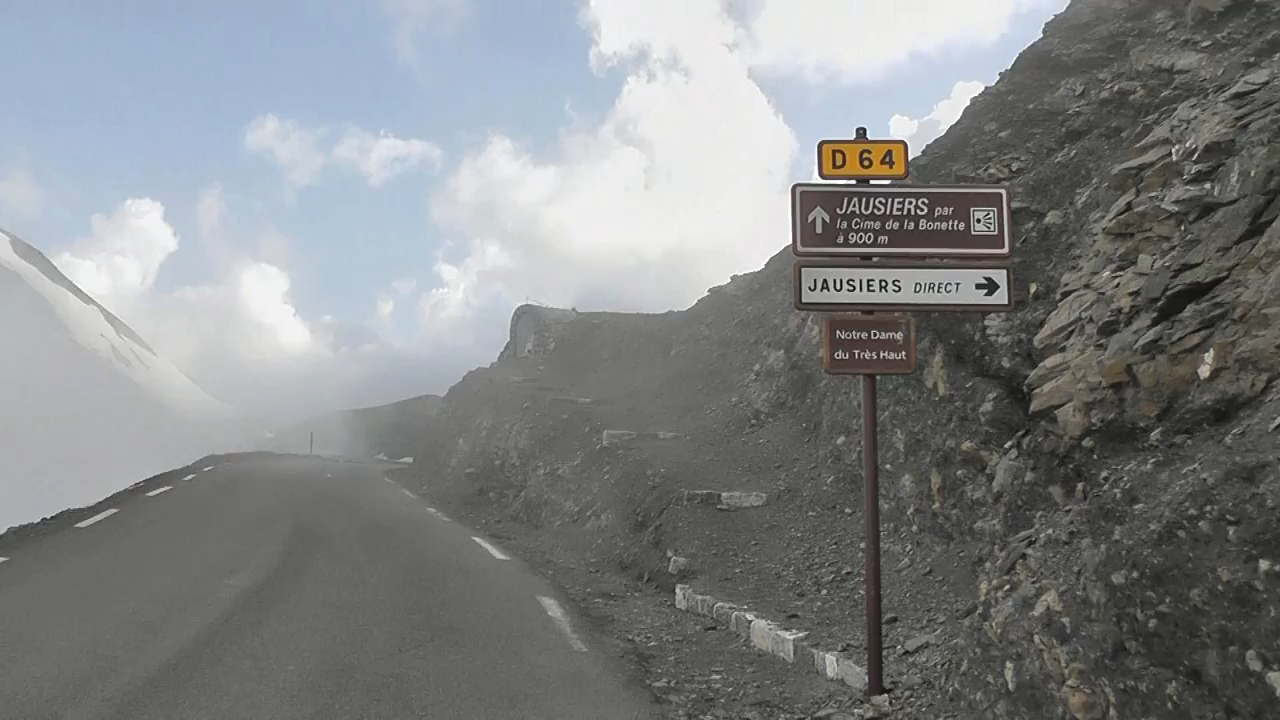 D 64
JAUSIERS par
la Cime de la Bonette
à 900 m
JAUSIERS DIRECT
Notre Dame
du Très Haut